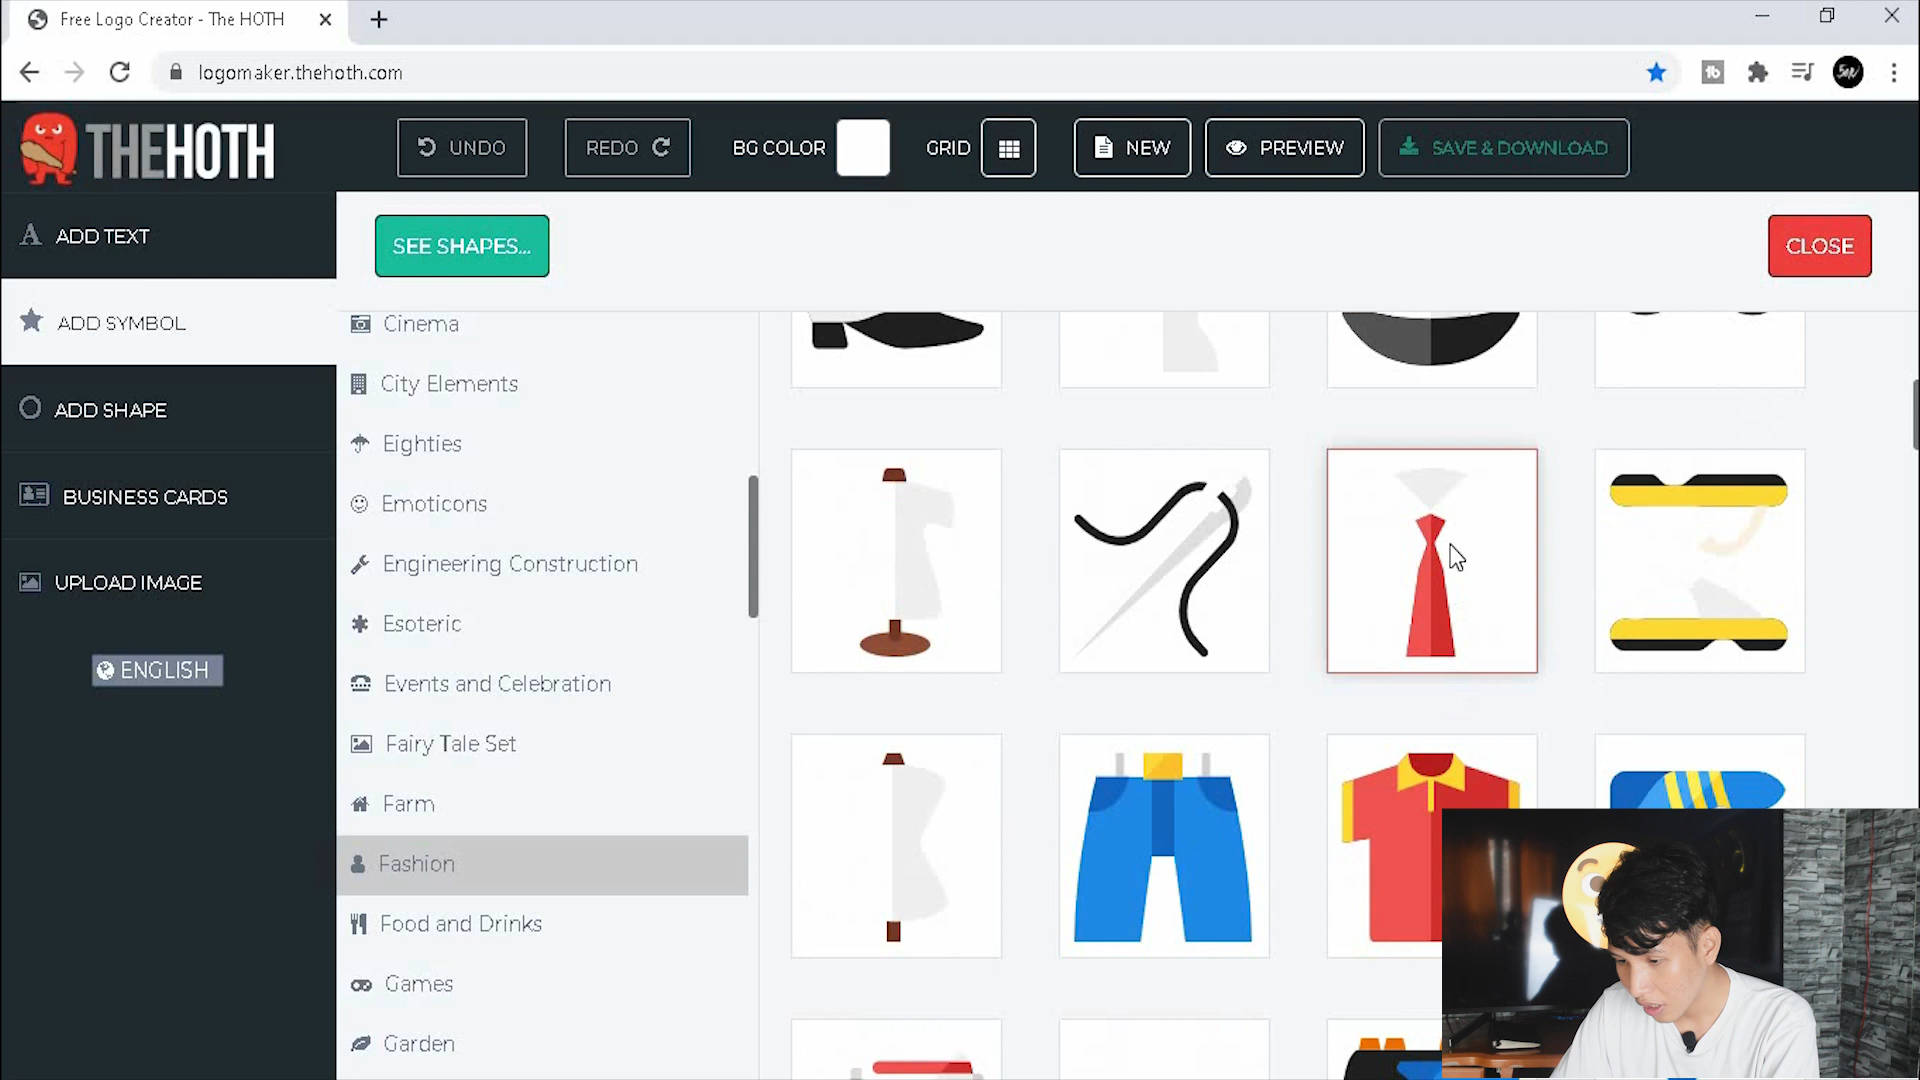 Free Logo Creator - The HOTH
logomaker.thehoth.com
THEHOTH
UNDO
REDO
BG COLOR
GRID
NEW
PREVIEW
SAVE & DOWNLOAD
ADD TEXT
ADD SYMBOL
ADD SHAPE
BUSINESS CARDS
UPLOAD IMAGE
ENGLISH
SEE SHAPES...
CLOSE
Cinema
City Elements
Eighties
Emoticons
Engineering Construction
Esoteric
Events and Celebration
Fairy Tale Set
Farm
Fashion
Food and Drinks
Games
Garden